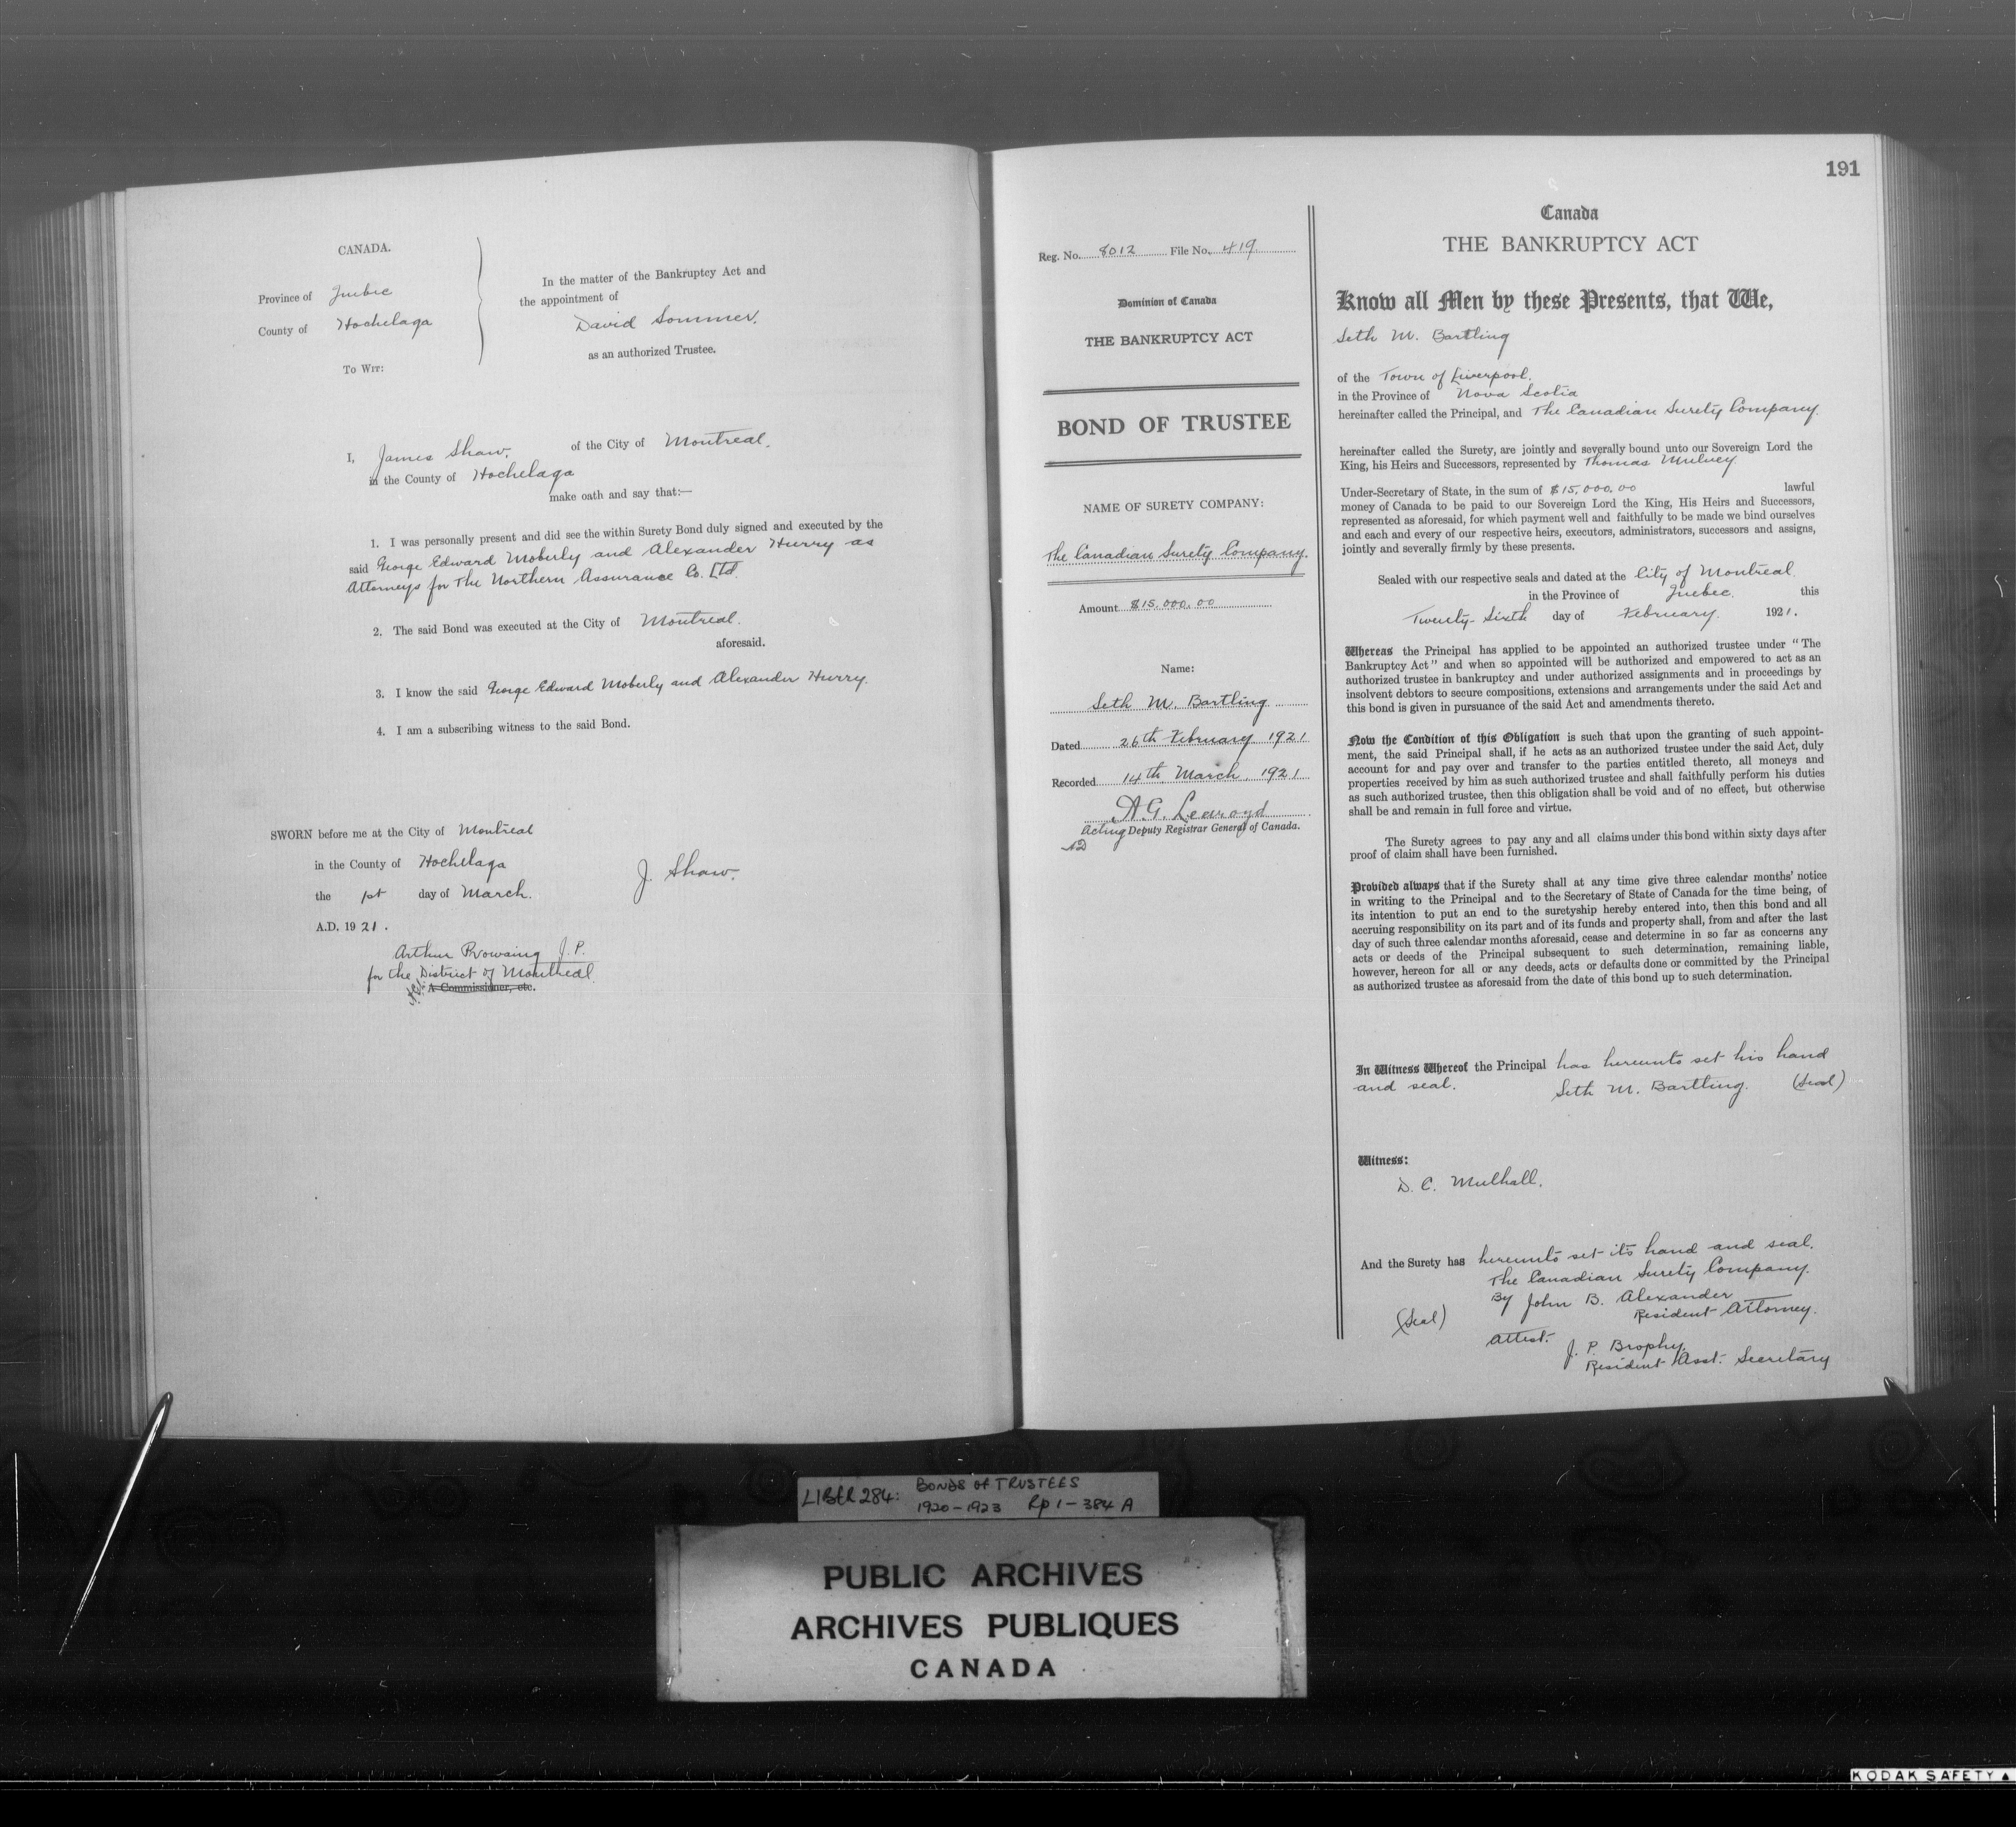 CANADA.
Province of Quebec
County of Hochelaga
To Wit:
In the matter of the Bankruptcy Act and
the appointment of
David Sommer.
as an authorized Trustee.
I, James Shaw, of the City of Montreal,
in the County of Hochelaga
make oath and say that:—
1. I was personally present and did see the within Surety Bond duly signed and executed by the
said George Edward Moberly and Alexander Hurry as
Attorneys for The Northern Assurance Co. Ltd.
2. The said Bond was executed at the City of Montreal.
aforesaid.
3. I know the said George Edward Moberly and Alexander Hurry.
4. I am a subscribing witness to the said Bond.
SWORN before me at the City of Montreal
in the County of Hochelaga
the 1st day of March.
A.D. 1921.
J. Shaw.
Arthur Prowsing J.P.
for the District of Montreal.
A Commissioner, etc.
191
Reg. No. 8012 File No. 419
Dominion of Canada
THE BANKRUPTCY ACT
BOND OF TRUSTEE
NAME OF SURETY COMPANY:
The Canadian Surety Company.
Amount $15,000.00
Name:
Seth M. Bartling
Dated 26th February 1921
Recorded 14th March 1921
A.G. Learoyd
Acting Deputy Registrar General of Canada.
Canada
THE BANKRUPTCY ACT
Know all Men by these Presents, that We,
Seth M. Bartling
of the Town of Liverpool.
in the Province of Nova Scotia
hereinafter called the Principal, and The Canadian Surety Company.
hereinafter called the Surety, are jointly and severally bound unto our Sovereign Lord the
King, his Heirs and Successors, represented by Thomas Mulvey
Under-Secretary of State, in the sum of $15,000.00 lawful
money of Canada to be paid to our Sovereign Lord the King, His Heirs and Successors,
represented as aforesaid, for which payment well and faithfully to be made we bind ourselves
and each and every of our respective heirs, executors, administrators, successors and assigns,
jointly and severally firmly by these presents.
Sealed with our respective seals and dated at the City of Montreal.
in the Province of Quebec. this
Twenty-Sixth day of February. 1921.
Whereas the Principal has applied to be appointed an authorized trustee under "The
Bankruptcy Act" and when so appointed will be authorized and empowered to act as an
authorized trustee in bankruptcy and under authorized assignments and in proceedings by
insolvent debtors to secure compositions, extensions and arrangements under the said Act and
this bond is given in pursuance of the said Act and amendments thereto.
Now the Condition of this Obligation is such that upon the granting of such appoint-
ment, the said Principal shall, if he acts as an authorized trustee under the said Act, duly
account for and pay over and transfer to the parties entitled thereto, all moneys and
properties received by him as such authorized trustee and shall faithfully perform his duties
as such authorized trustee, then this obligation shall be void and of no effect, but otherwise
shall be and remain in full force and virtue.
The Surety agrees to pay any and all claims under this bond within sixty days after
proof of claim shall have been furnished.
Provided always that if the Surety shall at any time give three calendar months' notice
in writing to the Principal and to the Secretary of State of Canada for the time being, of
its intention to put an end to the suretyship hereby entered into, then this bond and all
accruing responsibility on its part and of its funds and property shall, from and after the last
day of such three calendar months aforesaid, cease and determine in so far as concerns any
acts or deeds of the Principal subsequent to such determination, remaining liable,
however, hereon for all or any deeds, acts or defaults done or committed by the Principal
as authorized trustee as aforesaid from the date of this bond up to such determination.
In Witness Whereof the Principal has hereunto set his hand
and seal. Seth M. Bartling. (Seal)
Witness:
D. C. Mulhall.
And the Surety has hereunto set its hand and seal.
The Canadian Surety Company.
By John B. Alexander
Resident Attorney.
(Seal)
Attest:
J. P. Brophy.
Resident Asst. Secretary
LIBER 284: BONDS OF TRUSTEES
1920-1923 Rp 1-384 A
PUBLIC ARCHIVES
ARCHIVES PUBLIQUES
CANADA
KODAK SAFETY